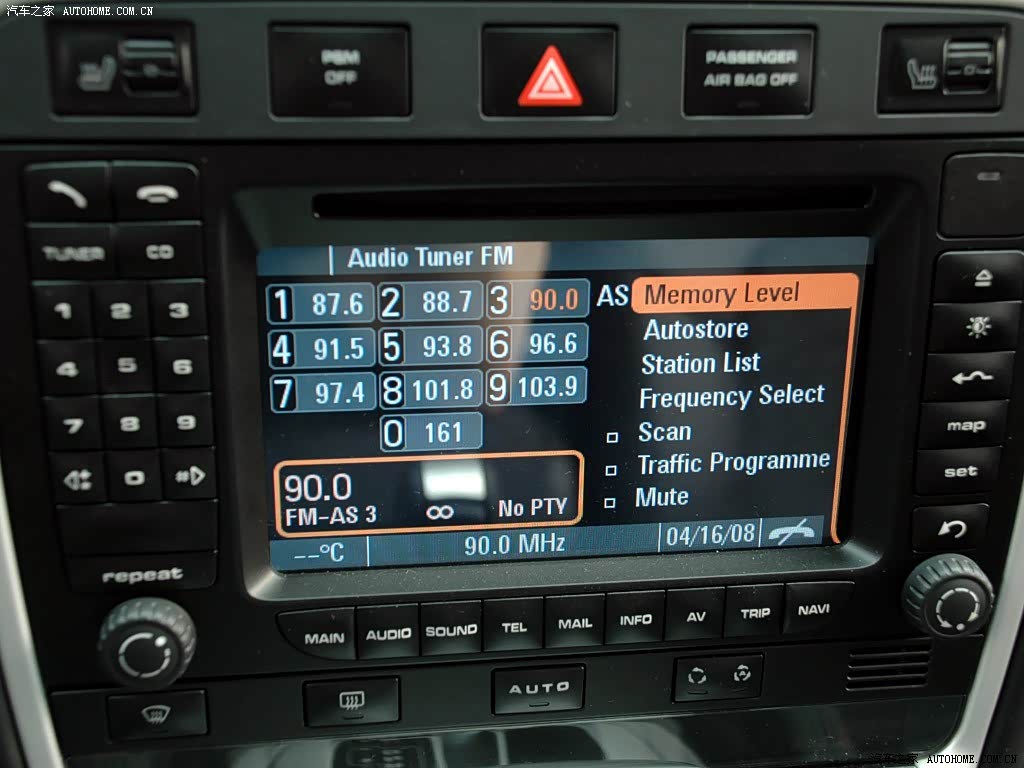 汽车之家 AUTOHOME.COM.CN
PSM
OFF
PASSENGER
AIR BAG OFF
TUNER CD
1 2 3
4 5 6
7 8 9
0 #
repeat
Audio Tuner FM
1 87.6 2 88.7 3 90.0
4 91.5 5 93.8 6 96.6
7 97.4 8 101.8 9 103.9
0 161
AS Memory Level
Autostore
Station List
Frequency Select
Scan
Traffic Programme
Mute
90.0
FM-AS 3 ∞ No PTY
--°C 90.0 MHz 04/16/08
map
set
MAIN AUDIO SOUND TEL MAIL INFO AV TRIP NAVI
AUTO
汽车之家 AUTOHOME.COM.CN